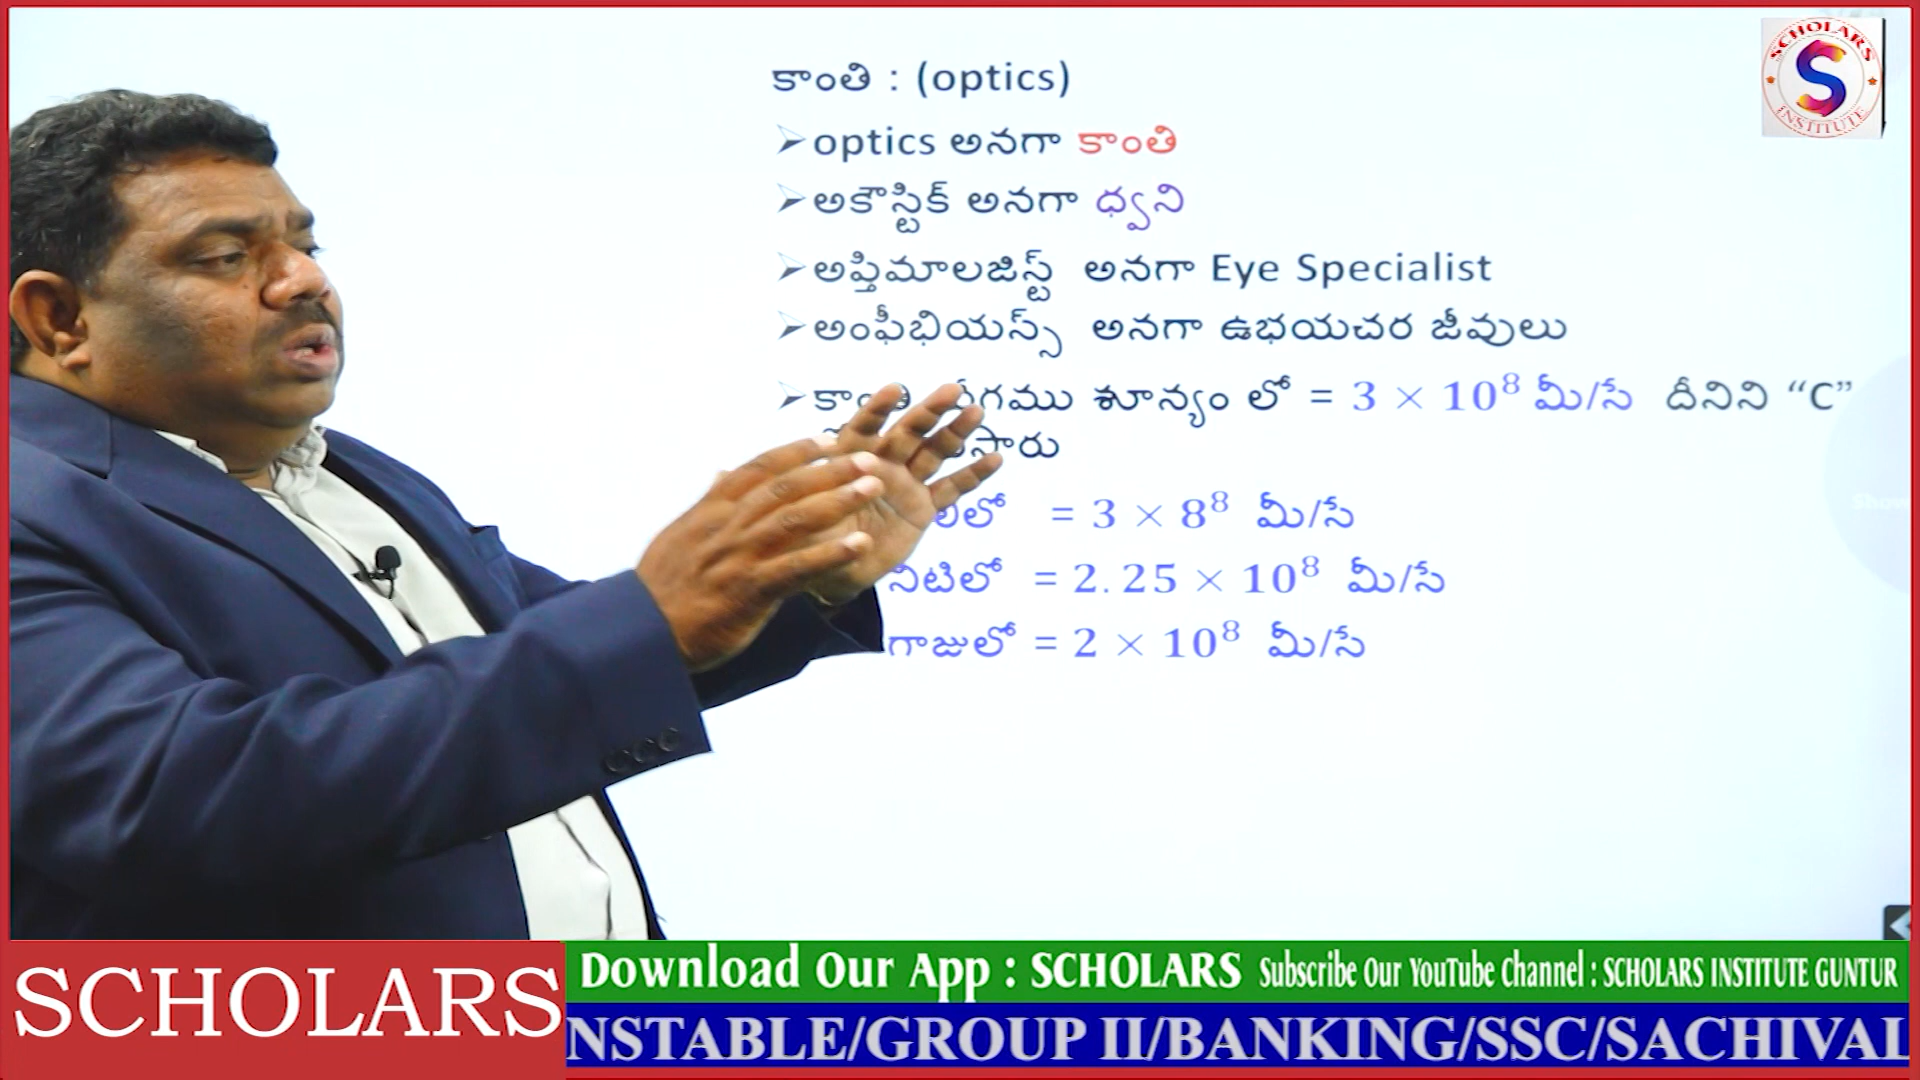 కాంతి : (optics)
SCHOLARS
S
INSTITUTE
➢optics అనగా కాంతి
➢అకౌస్టిక్ అనగా ధ్వని
➢అప్తిమాలజిస్ట్ అనగా Eye Specialist
➢అంఫీభియస్స్ అనగా ఉభయచర జీవులు
➢కాంతి వేగము శూన్యం లో = 3 × 10⁸ మీ/సే దీనిని “C”
= 3 × 8⁸ మీ/సే
నిటిలో = 2.25 × 10⁸ మీ/సే
గాజులో = 2 × 10⁸ మీ/సే
SCHOLARS
Download Our App : SCHOLARS Subscribe Our YouTube Channel : SCHOLARS INSTITUTE GUNTUR
NSTABLE/GROUP II/BANKING/SSC/SACHIVAL